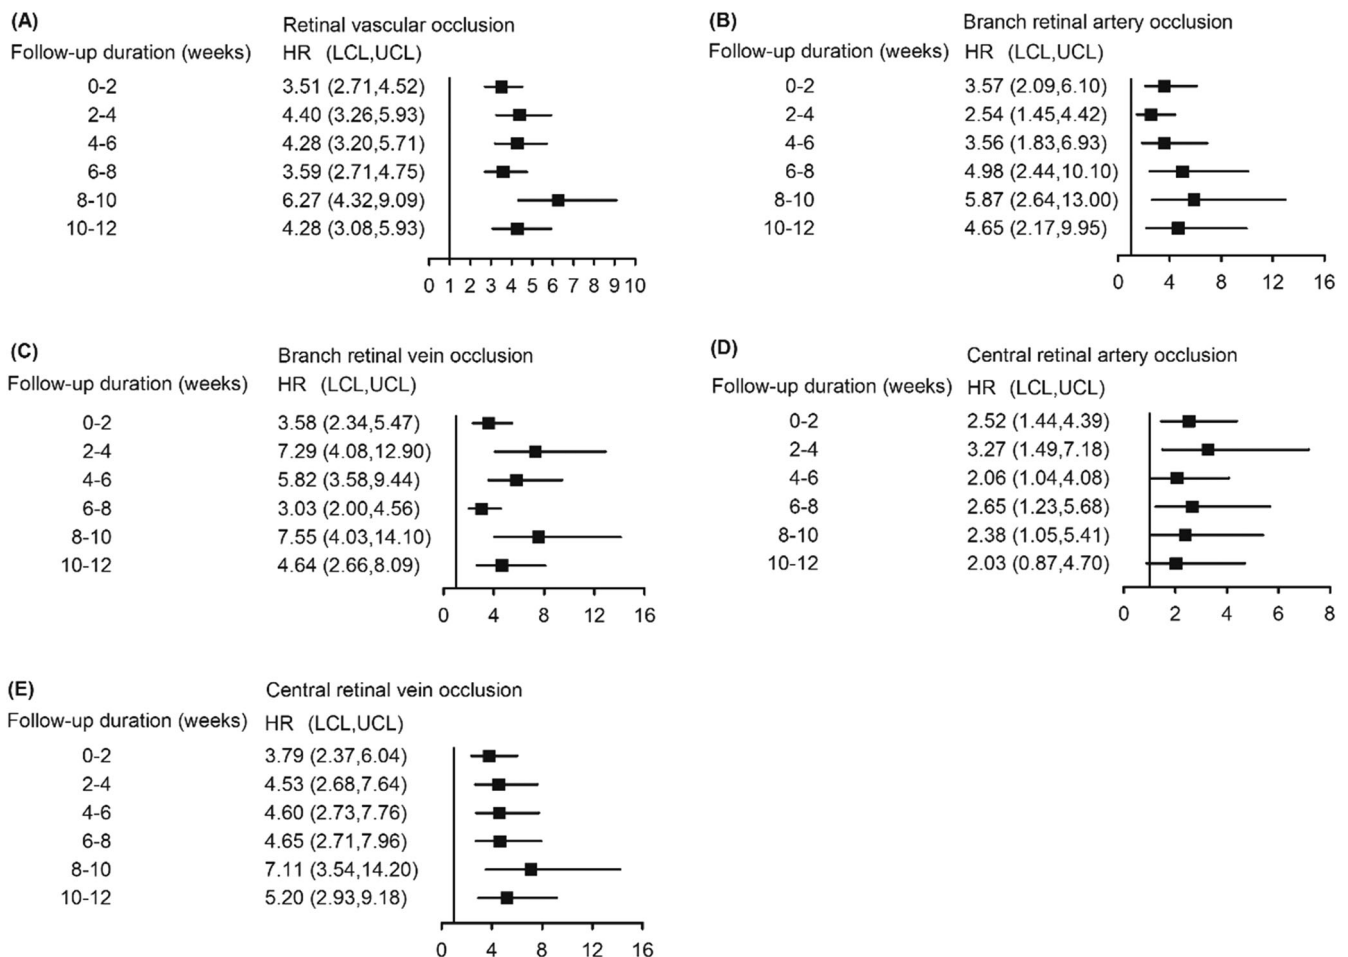 (A) Retinal vascular occlusion
Follow-up duration (weeks) HR (LCL,UCL)
0-2 3.51 (2.71,4.52)
2-4 4.40 (3.26,5.93)
4-6 4.28 (3.20,5.71)
6-8 3.59 (2.71,4.75)
8-10 6.27 (4.32,9.09)
10-12 4.28 (3.08,5.93)
0 1 2 3 4 5 6 7 8 9 10
(B) Branch retinal artery occlusion
Follow-up duration (weeks) HR (LCL,UCL)
0-2 3.57 (2.09,6.10)
2-4 2.54 (1.45,4.42)
4-6 3.56 (1.83,6.93)
6-8 4.98 (2.44,10.10)
8-10 5.87 (2.64,13.00)
10-12 4.65 (2.17,9.95)
0 4 8 12 16
(C) Branch retinal vein occlusion
Follow-up duration (weeks) HR (LCL,UCL)
0-2 3.58 (2.34,5.47)
2-4 7.29 (4.08,12.90)
4-6 5.82 (3.58,9.44)
6-8 3.03 (2.00,4.56)
8-10 7.55 (4.03,14.10)
10-12 4.64 (2.66,8.09)
0 4 8 12 16
(D) Central retinal artery occlusion
Follow-up duration (weeks) HR (LCL,UCL)
0-2 2.52 (1.44,4.39)
2-4 3.27 (1.49,7.18)
4-6 2.06 (1.04,4.08)
6-8 2.65 (1.23,5.68)
8-10 2.38 (1.05,5.41)
10-12 2.03 (0.87,4.70)
0 2 4 6 8
(E) Central retinal vein occlusion
Follow-up duration (weeks) HR (LCL,UCL)
0-2 3.79 (2.37,6.04)
2-4 4.53 (2.68,7.64)
4-6 4.60 (2.73,7.76)
6-8 4.65 (2.71,7.96)
8-10 7.11 (3.54,14.20)
10-12 5.20 (2.93,9.18)
0 4 8 12 16